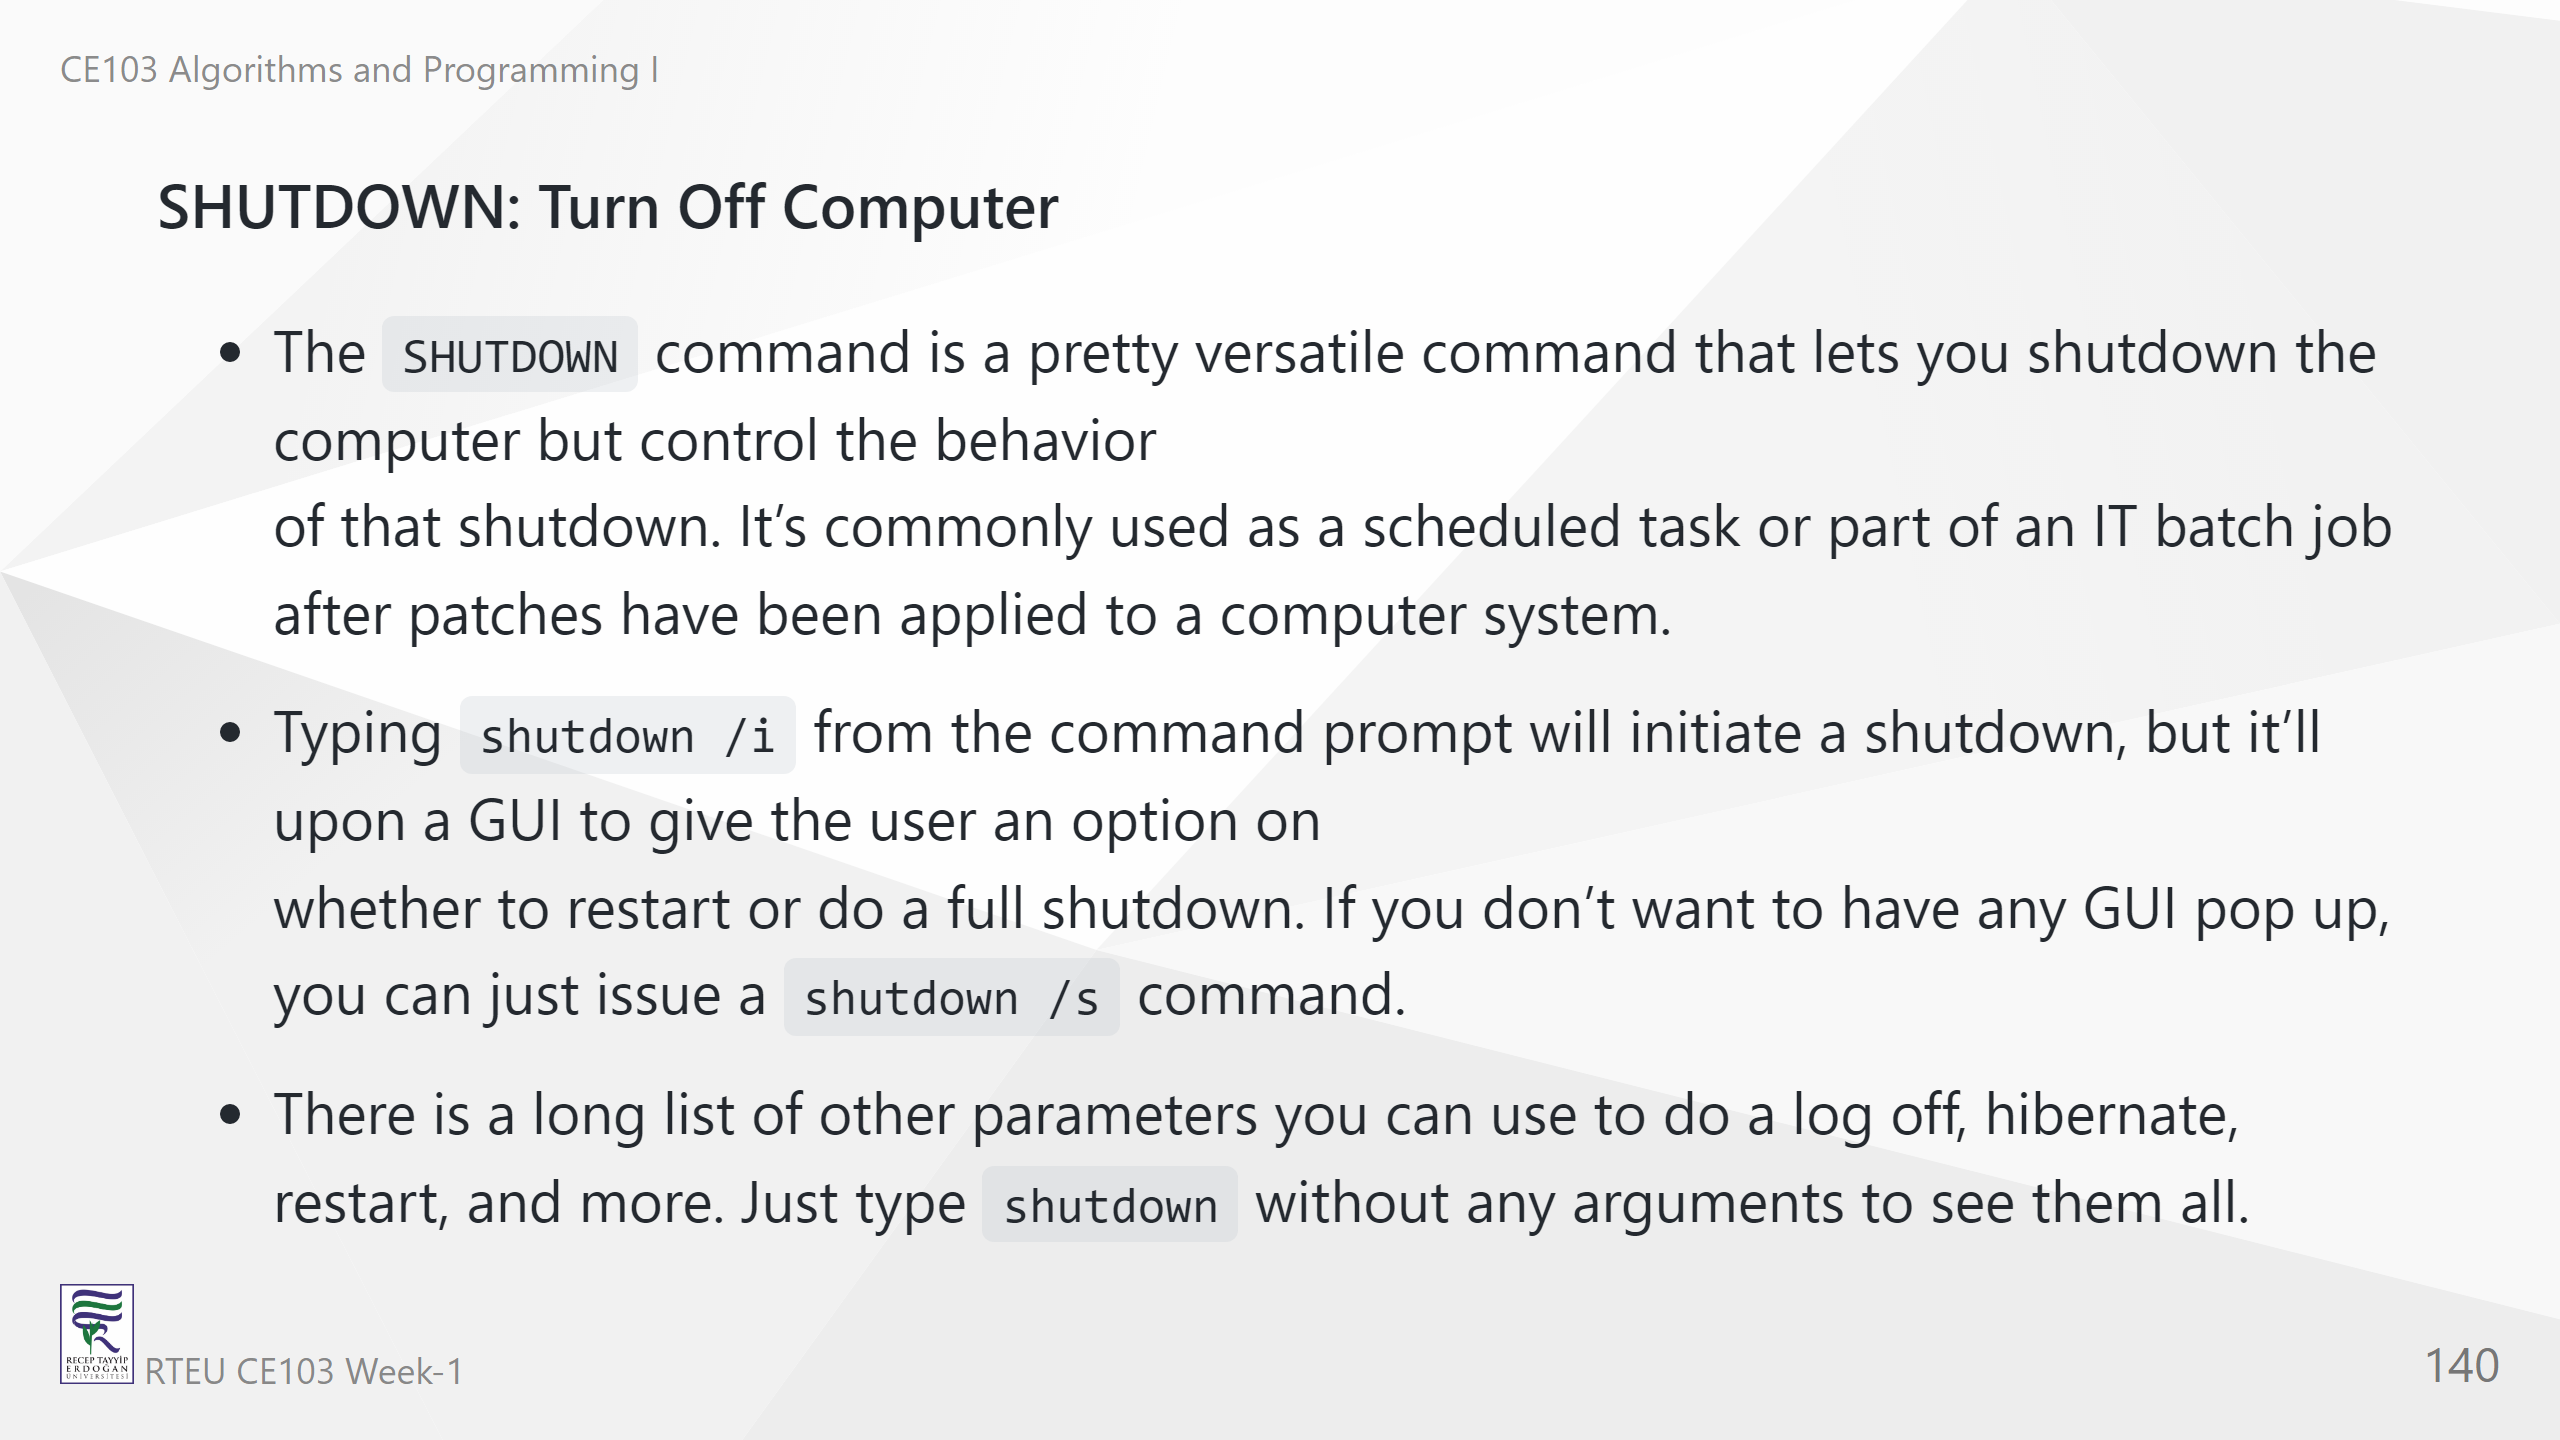 CE103 Algorithms and Programming I
SHUTDOWN: Turn Off Computer
• The SHUTDOWN command is a pretty versatile command that lets you shutdown the
computer but control the behavior
of that shutdown. It’s commonly used as a scheduled task or part of an IT batch job
after patches have been applied to a computer system.
• Typing shutdown /i from the command prompt will initiate a shutdown, but it’ll
upon a GUI to give the user an option on
whether to restart or do a full shutdown. If you don’t want to have any GUI pop up,
you can just issue a shutdown /s command.
• There is a long list of other parameters you can use to do a log off, hibernate,
restart, and more. Just type shutdown without any arguments to see them all.
RECEP TAYYİP
ERDOĞAN
ÜNİVERSİTESİ
RTEU CE103 Week-1
140